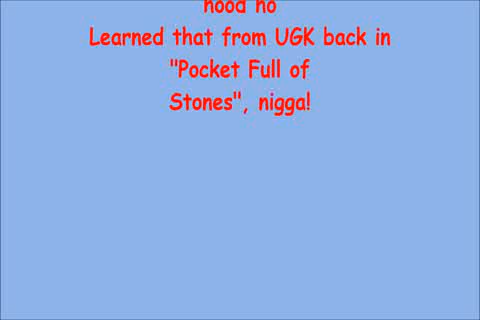 hood ho
Learned that from UGK back in
"Pocket Full of
Stones", nigga!